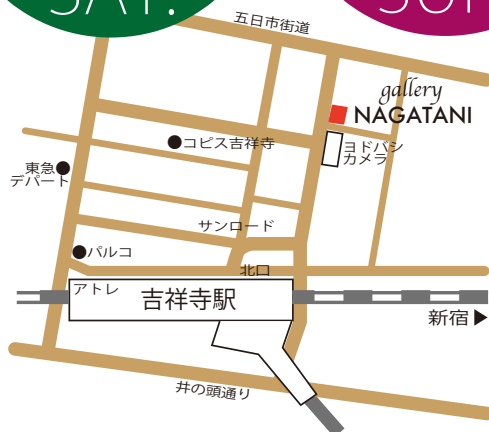 SAT.
五日市街道
gallery
NAGATANI
コピス吉祥寺
ヨドバシ
カメラ
東急
デパート
サンロード
パルコ
北口
アトレ
吉祥寺駅
新宿▶
井の頭通り